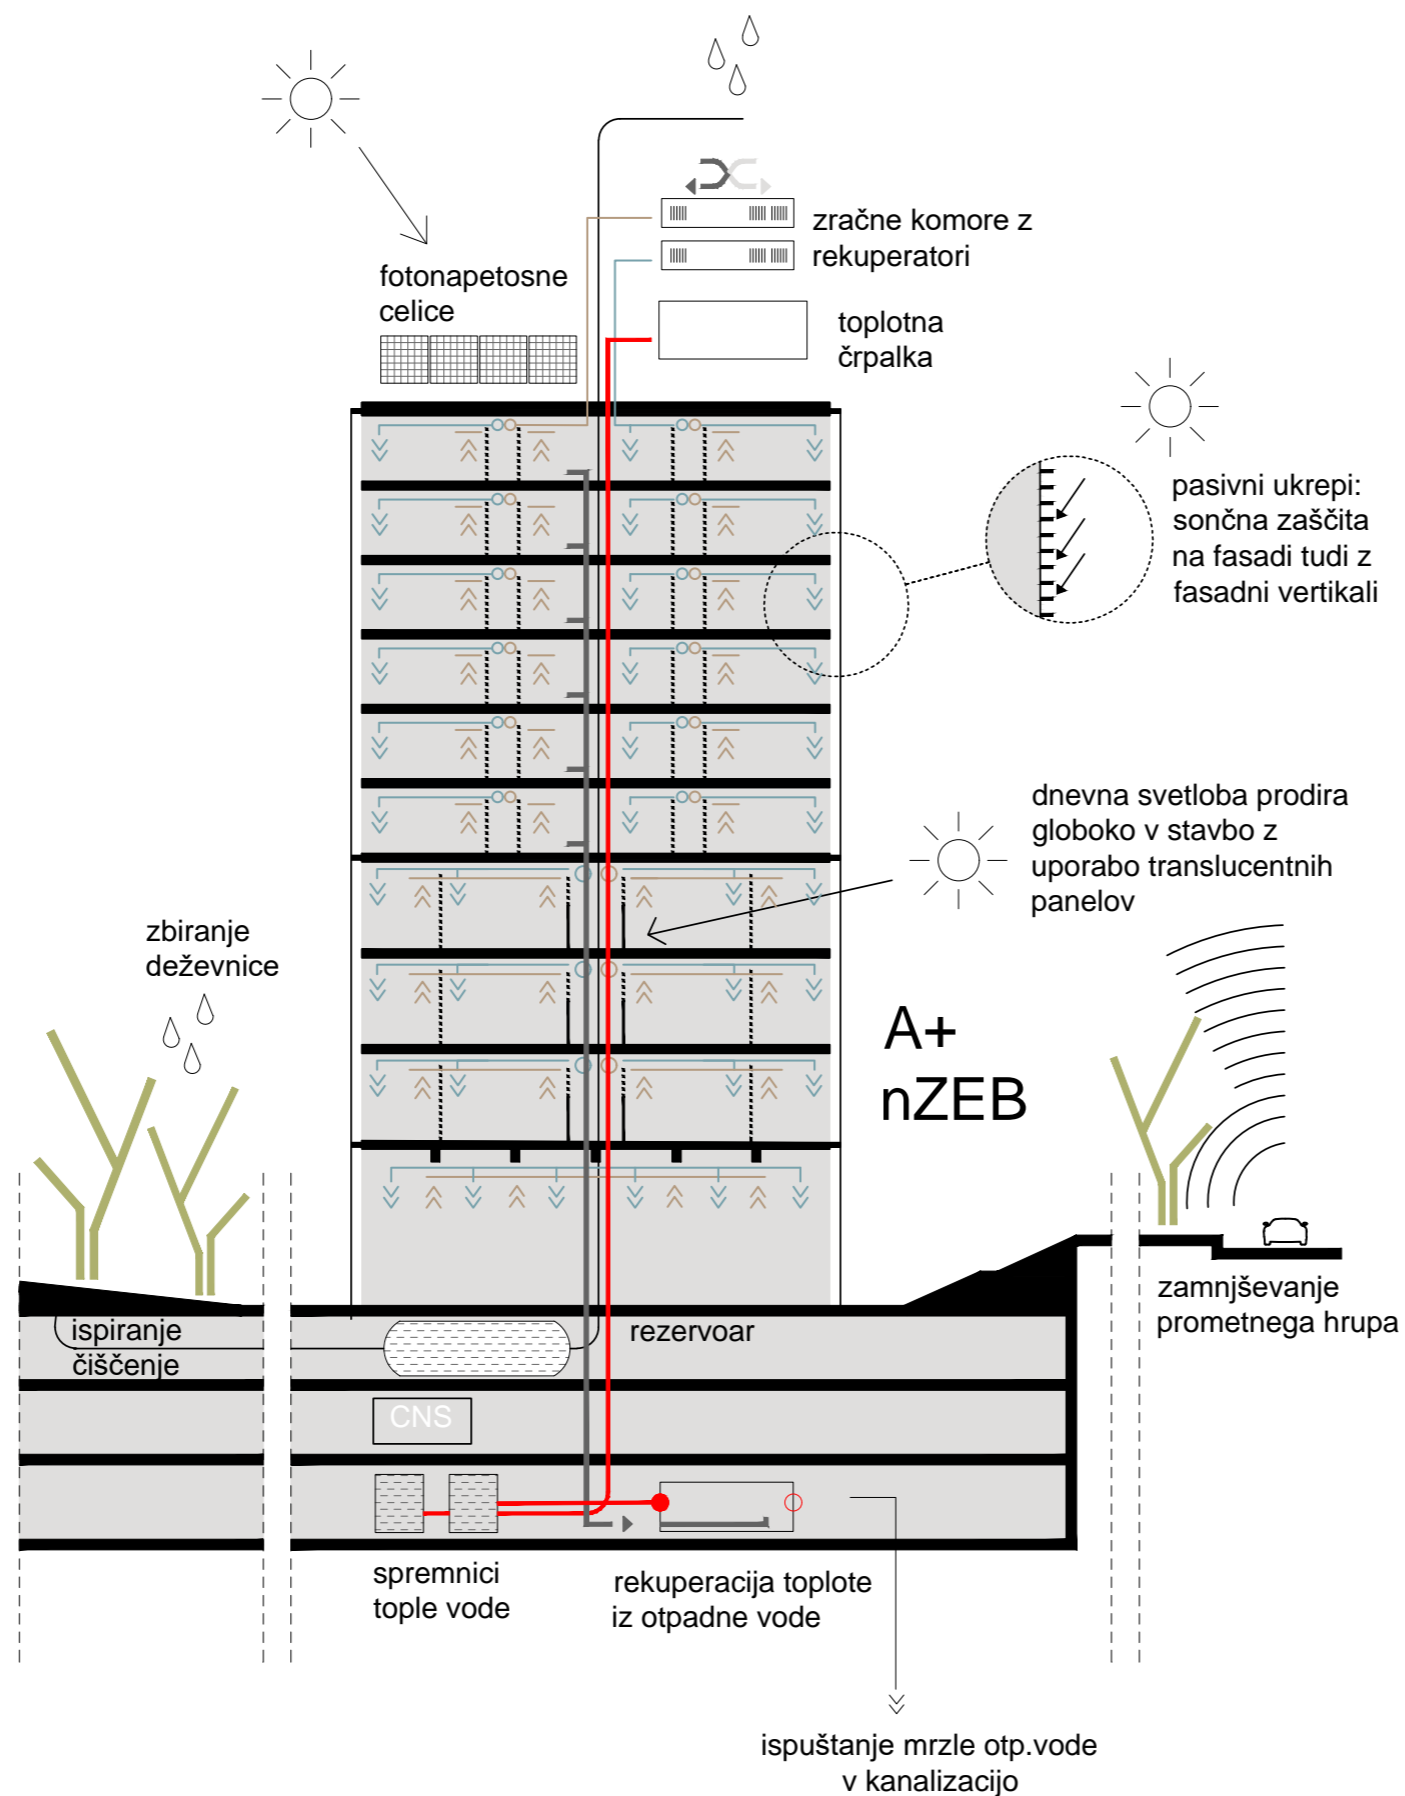 zračne komore z
rekuperatori
fotonapetosne
celice
toplotna
črpalka
pasivni ukrepi:
sončna zaščita
na fasadi tudi z
fasadni vertikali
dnevna svetloba prodira
globoko v stavbo z
uporabo translucentnih
panelov
zbiranje
deževnice
A+
nZEB
zamnjševanje
prometnega hrupa
ispiranje
čiščenje
rezervoar
CNS
spremnici
tople vode
rekuperacija toplote
iz otpadne vode
ispuštanje mrzle otp.vode
v kanalizacijo